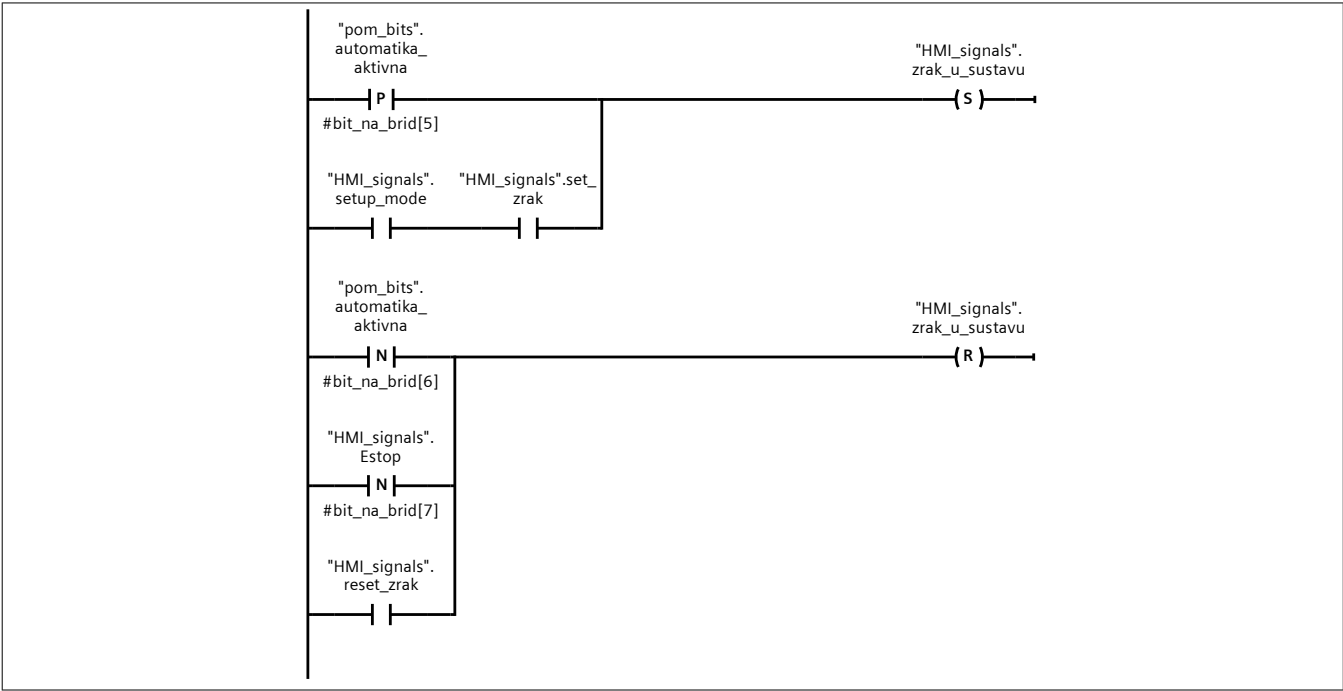 "pom_bits".
automatika_
aktivna
"HMI_signals".
zrak_u_sustavu
P
S
#bit_na_brid[5]
"HMI_signals".
setup_mode
"HMI_signals".set_
zrak
"pom_bits".
automatika_
aktivna
"HMI_signals".
zrak_u_sustavu
N
R
#bit_na_brid[6]
"HMI_signals".
Estop
N
#bit_na_brid[7]
"HMI_signals".
reset_zrak